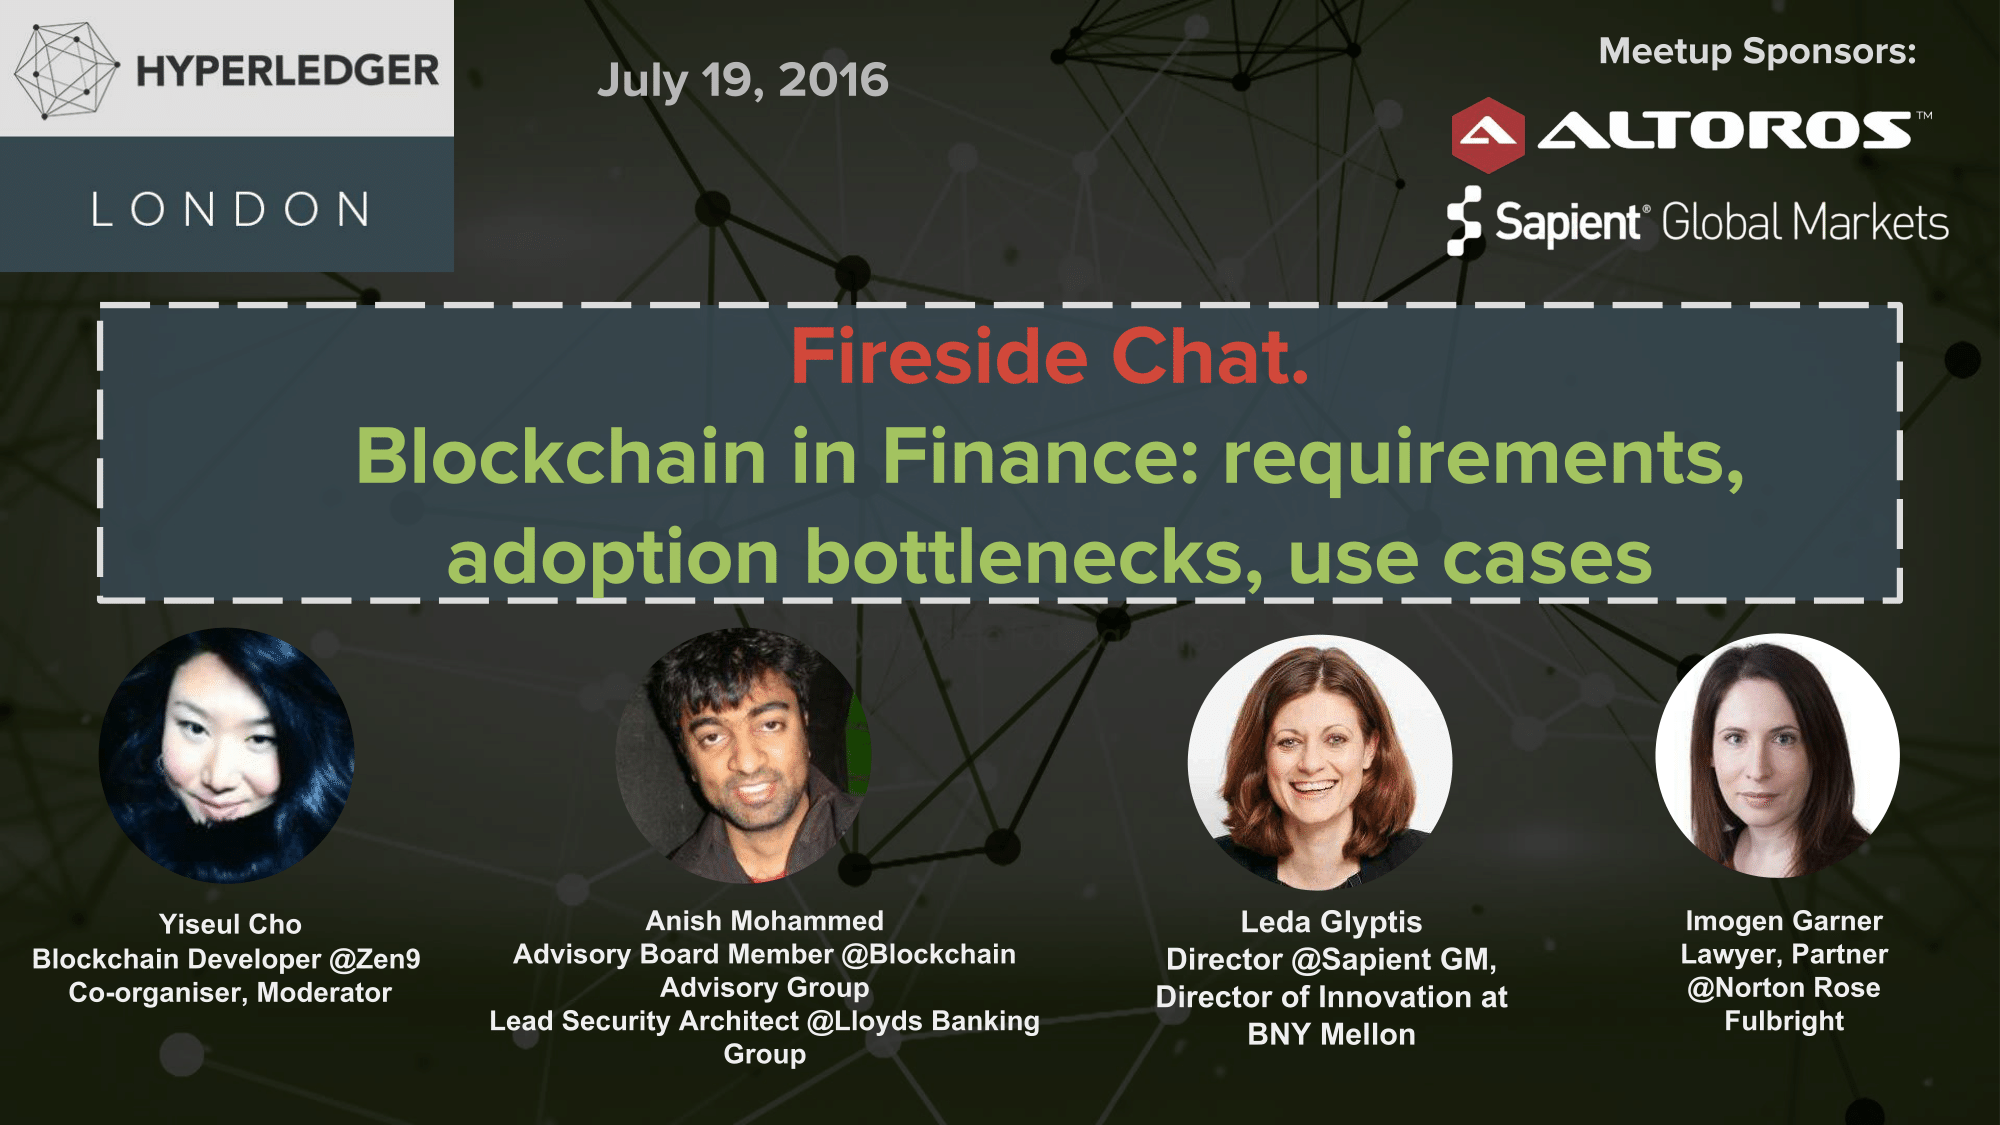 HYPERLEDGER
LONDON
July 19, 2016
Meetup Sponsors:
ALTOROS™
Sapient® Global Markets
Fireside Chat.
Blockchain in Finance: requirements,
adoption bottlenecks, use cases
Yiseul Cho
Blockchain Developer @Zen9
Co-organiser, Moderator
Anish Mohammed
Advisory Board Member @Blockchain
Advisory Group
Lead Security Architect @Lloyds Banking
Group
Leda Glyptis
Director @Sapient GM,
Director of Innovation at
BNY Mellon
Imogen Garner
Lawyer, Partner
@Norton Rose
Fulbright